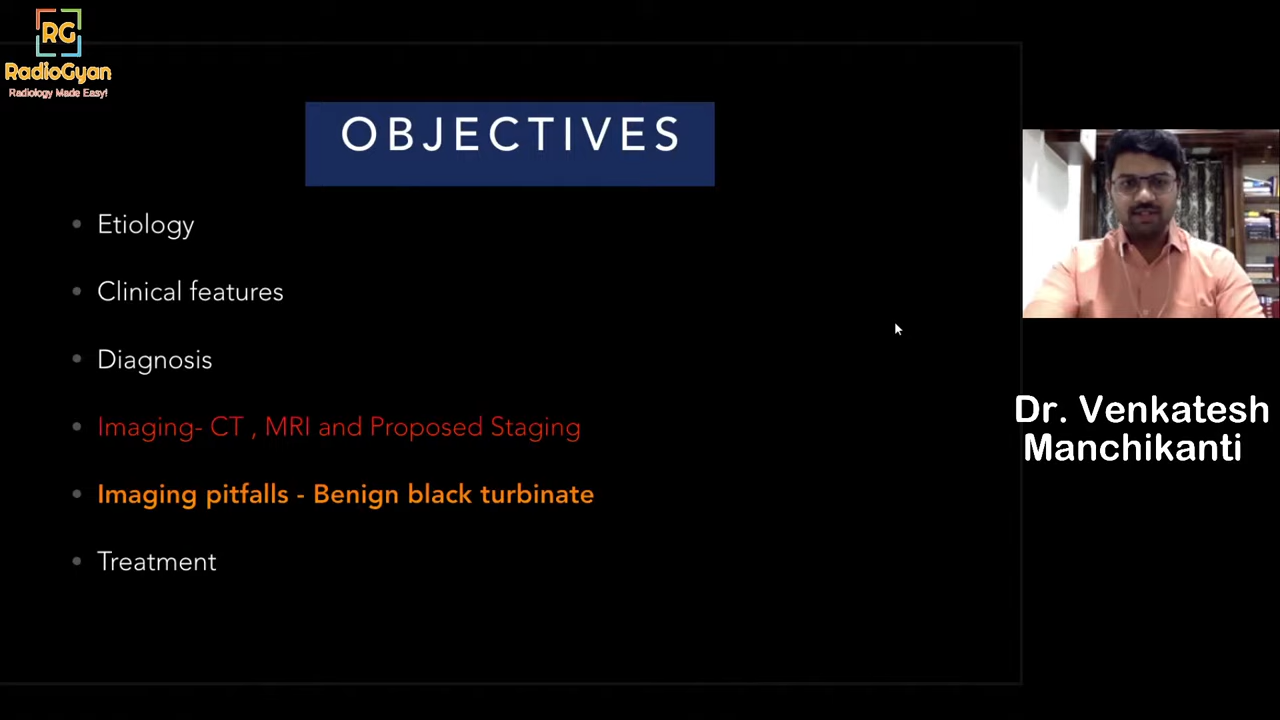 RG
RadioGyan
Radiology Made Easy!
OBJECTIVES
• Etiology
• Clinical features
• Diagnosis
• Imaging- CT , MRI and Proposed Staging
• Imaging pitfalls - Benign black turbinate
• Treatment
Dr. Venkatesh
Manchikanti